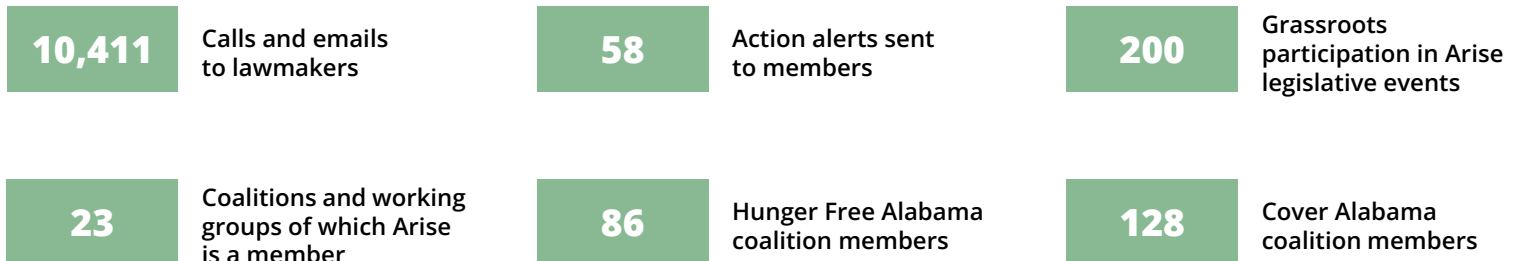 10,411
Calls and emails
to lawmakers
58
Action alerts sent
to members
200
Grassroots
participation in Arise
legislative events
23
Coalitions and working
groups of which Arise
is a member
86
Hunger Free Alabama
coalition members
128
Cover Alabama
coalition members